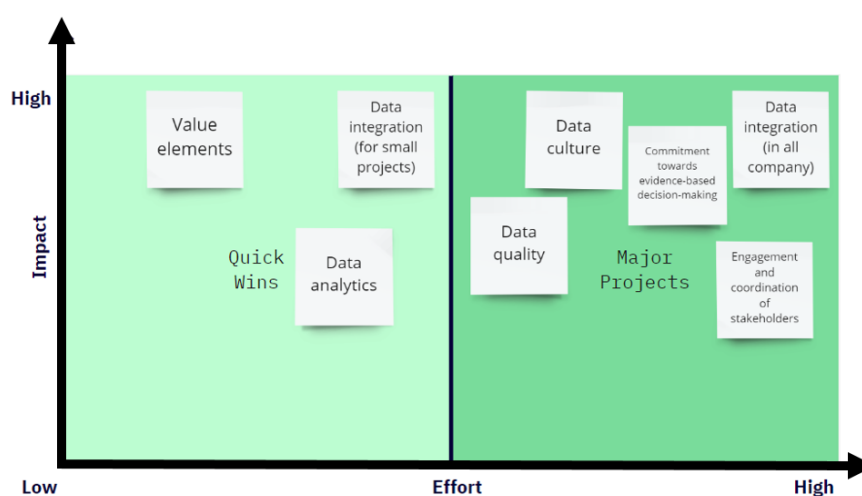 High
Impact
Value
elements
Data
integration (for
small
projects)
Quick
Wins
Data
analytics
Data
culture
Commitment
towards
evidence-based
decision-making
Data
integration
(in all
company)
Data
quality
Major
Projects
Engagement
and
coordination
of
stakeholders
Low
Effort
High